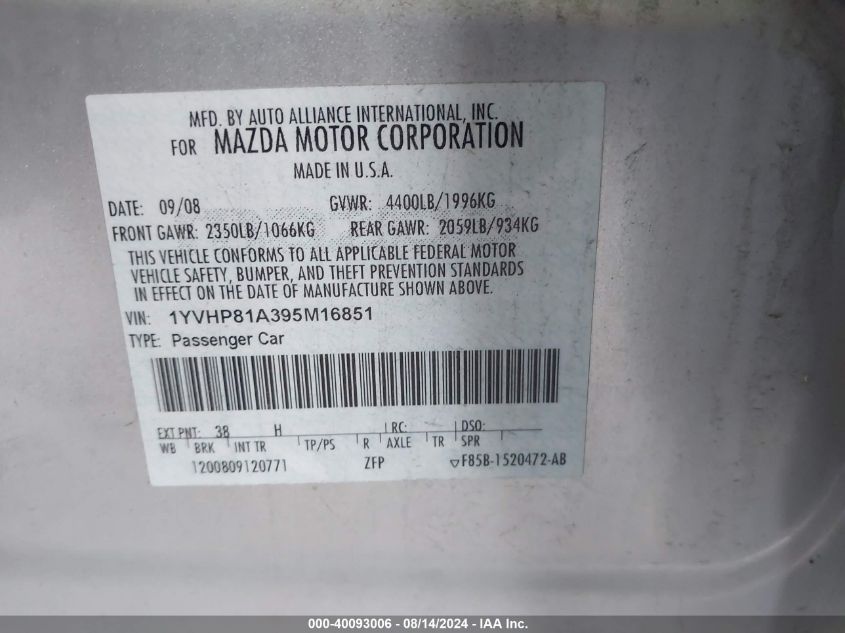 MFD. BY AUTO ALLIANCE INTERNATIONAL, INC.
FOR MAZDA MOTOR CORPORATION
MADE IN U.S.A.
DATE: 09/08 GVWR: 4400LB/1996KG
FRONT GAWR: 2350LB/1066KG REAR GAWR: 2059LB/934KG
THIS VEHICLE CONFORMS TO ALL APPLICABLE FEDERAL MOTOR
VEHICLE SAFETY, BUMPER, AND THEFT PREVENTION STANDARDS
IN EFFECT ON THE DATE OF MANUFACTURE SHOWN ABOVE.
VIN: 1YVHP81A395M16851
TYPE: Passenger Car
EXT PNT: 38 H RC: DSO:
WB BRK INT TR TP/PS R AXLE TR SPR
1200809120771 ZFP ▽F85B-1520472-AB
000-40093006 - 08/14/2024 - IAA Inc.